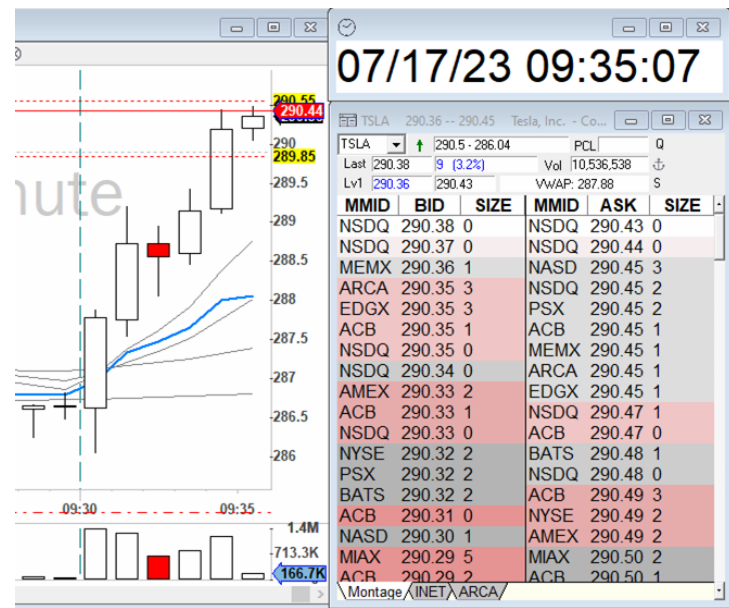 07/17/23 09:35:07
290.55
290.44
290
289.85
289.5
289
288.5
288
287.5
287
286.5
286
nute
09:30 09:35
1.4M
713.3K
166.7K
TSLA 290.36 -- 290.45 Tesla, Inc. - Co...
TSLA 290.5 - 286.04 PCL Q
Last 290.38 9 (3.2%) Vol 10,536,538
Lv1 290.36 290.43 VWAP: 287.88 S
MMID BID SIZE MMID ASK SIZE
NSDQ 290.38 0 NSDQ 290.43 0
NSDQ 290.37 0 NSDQ 290.44 0
MEMX 290.36 1 NASD 290.45 3
ARCA 290.35 3 NSDQ 290.45 2
EDGX 290.35 3 PSX 290.45 2
ACB 290.35 1 ACB 290.45 1
NSDQ 290.35 0 MEMX 290.45 1
NSDQ 290.34 0 ARCA 290.45 1
AMEX 290.33 2 EDGX 290.45 1
ACB 290.33 1 NSDQ 290.47 1
NSDQ 290.33 0 ACB 290.47 0
NYSE 290.32 2 BATS 290.48 1
PSX 290.32 2 NSDQ 290.48 0
BATS 290.32 2 ACB 290.49 3
ACB 290.31 0 NYSE 290.49 2
NASD 290.30 1 AMEX 290.49 2
MIAX 290.29 5 MIAX 290.50 2
ACB 290.29 2 ACB 290.50 1
Montage INET ARCA